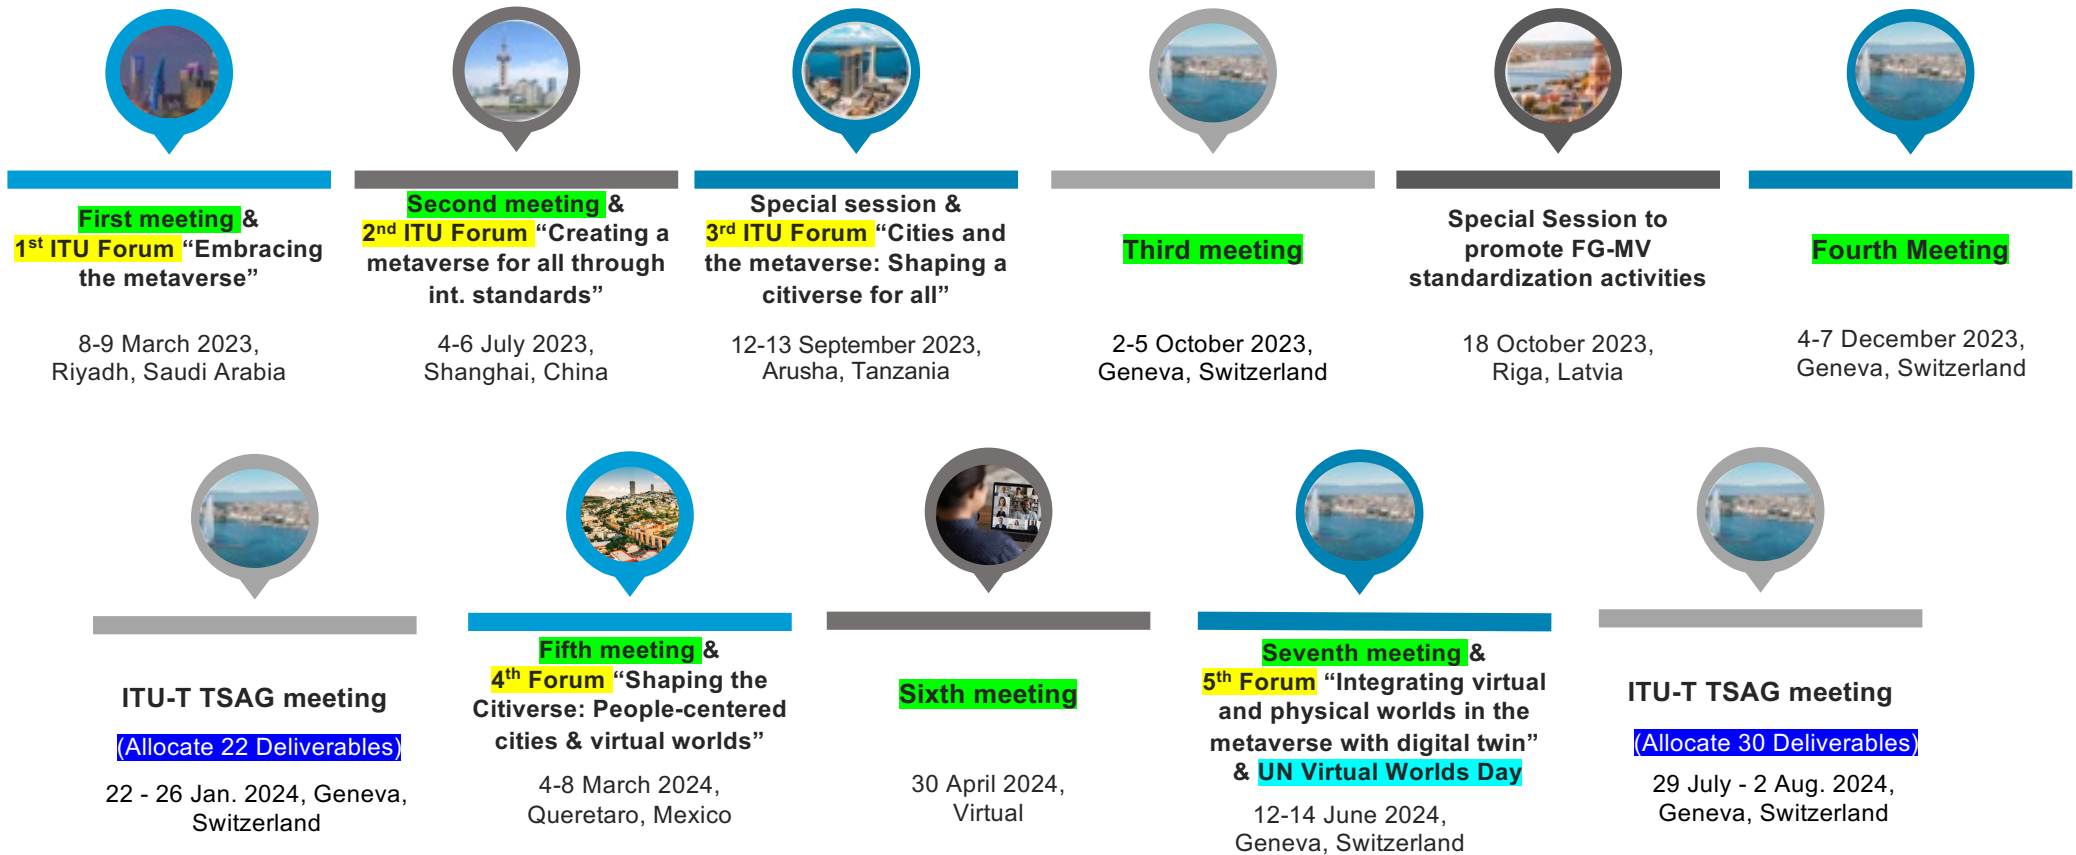 First meeting &
1st ITU Forum “Embracing
the metaverse”
8-9 March 2023,
Riyadh, Saudi Arabia
Second meeting &
2nd ITU Forum “Creating a
metaverse for all through
int. standards”
4-6 July 2023,
Shanghai, China
Special session &
3rd ITU Forum “Cities and
the metaverse: Shaping a
citiverse for all”
12-13 September 2023,
Arusha, Tanzania
Third meeting
2-5 October 2023,
Geneva, Switzerland
Special Session to
promote FG-MV
standardization activities
18 October 2023,
Riga, Latvia
Fourth Meeting
4-7 December 2023,
Geneva, Switzerland
ITU-T TSAG meeting
(Allocate 22 Deliverables)
22 - 26 Jan. 2024, Geneva,
Switzerland
Fifth meeting &
4th Forum “Shaping the
Citiverse: People-centered
cities & virtual worlds”
4-8 March 2024,
Queretaro, Mexico
Sixth meeting
30 April 2024,
Virtual
Seventh meeting &
5th Forum “Integrating virtual
and physical worlds in the
metaverse with digital twin”
& UN Virtual Worlds Day
12-14 June 2024,
Geneva, Switzerland
ITU-T TSAG meeting
(Allocate 30 Deliverables)
29 July - 2 Aug. 2024,
Geneva, Switzerland